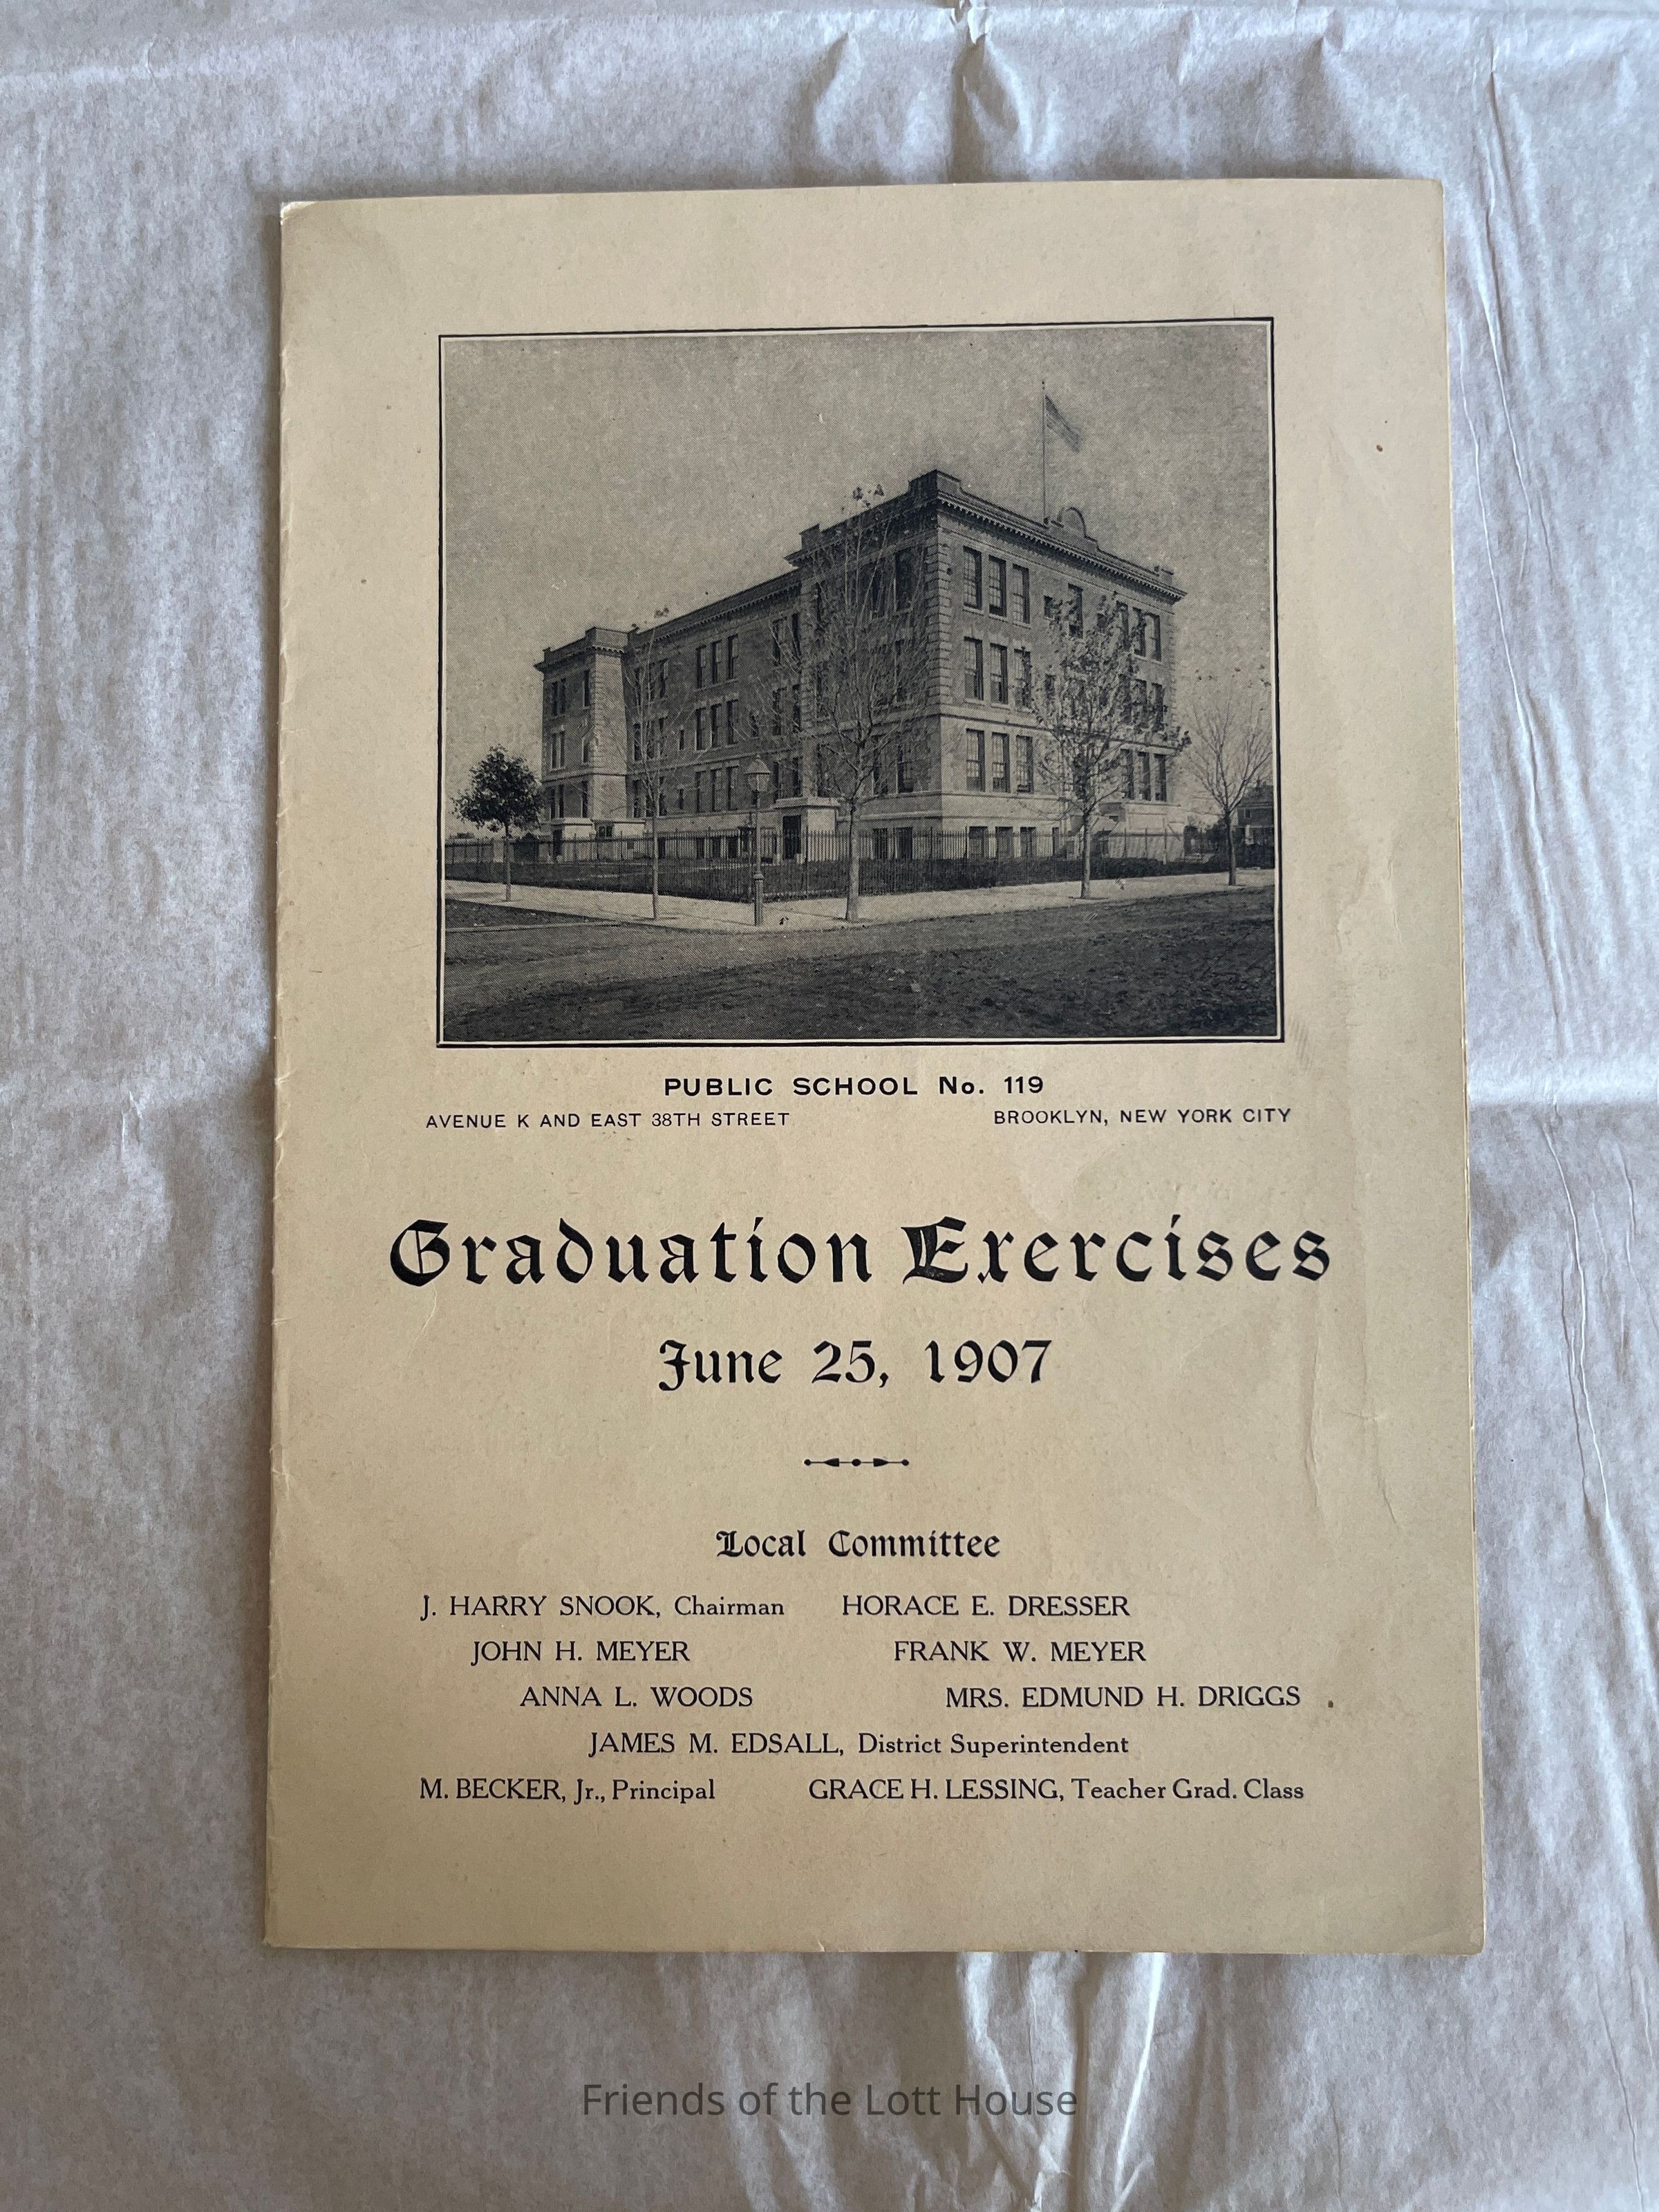 PUBLIC SCHOOL No. 119
AVENUE K AND EAST 38TH STREET BROOKLYN, NEW YORK CITY
Graduation Exercises
June 25, 1907
Local Committee
J. HARRY SNOOK, Chairman HORACE E. DRESSER
JOHN H. MEYER FRANK W. MEYER
ANNA L. WOODS MRS. EDMUND H. DRIGGS
JAMES M. EDSALL, District Superintendent
M. BECKER, Jr., Principal GRACE H. LESSING, Teacher Grad. Class
Friends of the Lott House